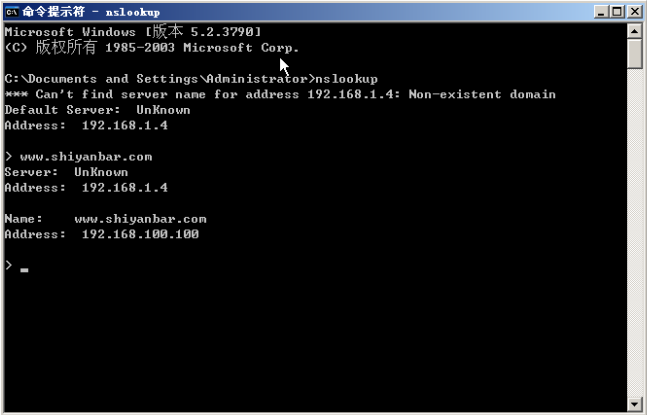 命令提示符 - nslookup
Microsoft Windows [版本 5.2.3790]
(C) 版权所有 1985-2003 Microsoft Corp.
C:\Documents and Settings\Administrator>nslookup
*** Can't find server name for address 192.168.1.4: Non-existent domain
Default Server:  UnKnown
Address:  192.168.1.4
> www.shiyanbar.com
Server:  UnKnown
Address:  192.168.1.4
Name:    www.shiyanbar.com
Address:  192.168.100.100
> _